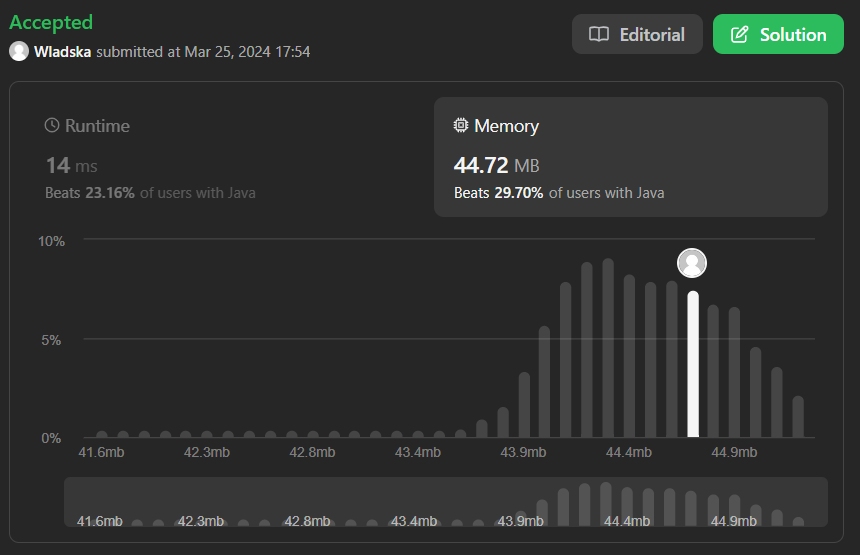 Accepted
Editorial
Solution
Wladska submitted at Mar 25, 2024 17:54
Runtime
14 ms
Beats 23.16% of users with Java
Memory
44.72 MB
Beats 29.70% of users with Java
10%
5%
0%
41.6mb 42.3mb 42.8mb 43.4mb 43.9mb 44.4mb 44.9mb
41.6mb 42.3mb 42.8mb 43.4mb 43.9mb 44.4mb 44.9mb